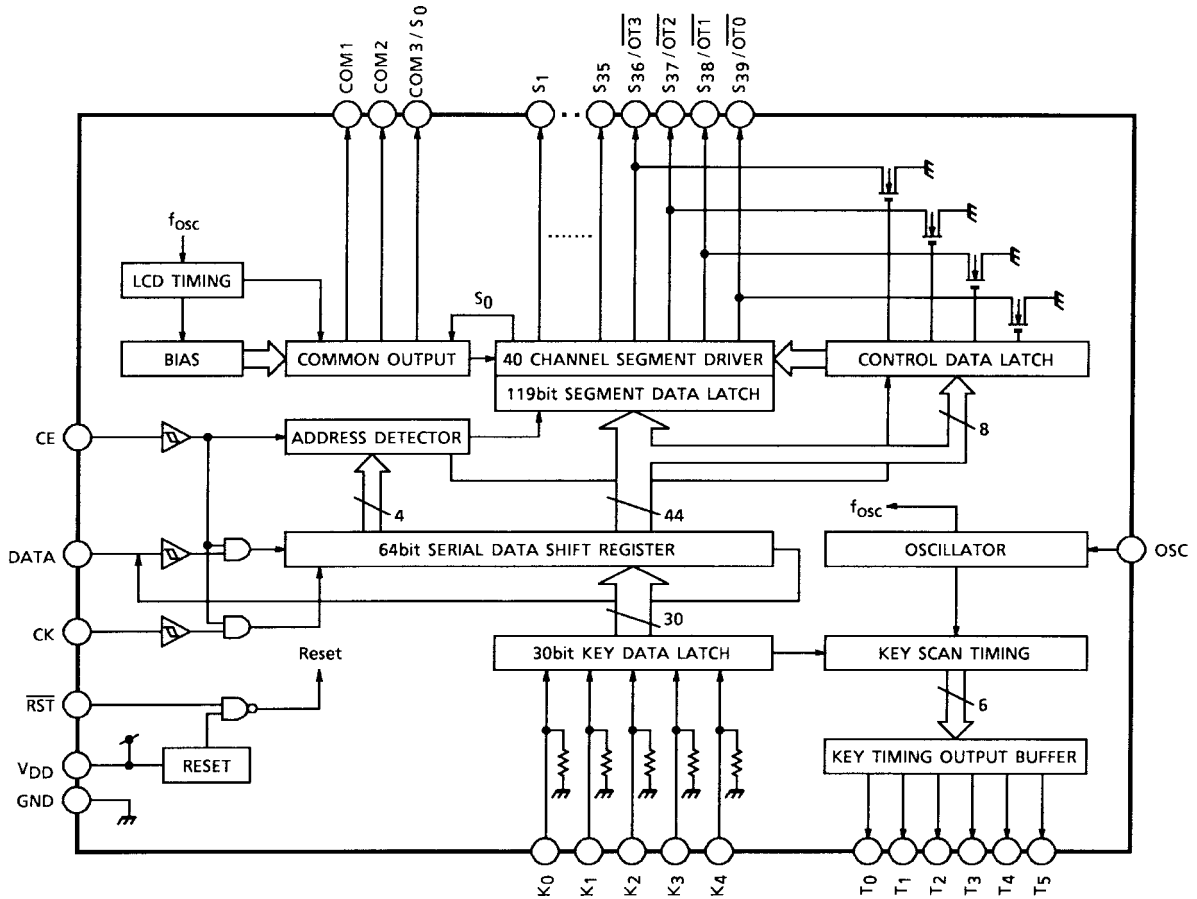 COM1
COM2
COM3/S0
S1
S35
S36/OT3
S37/OT2
S38/OT1
S39/OT0
fosc
LCD TIMING
S0
BIAS
COMMON OUTPUT
40 CHANNEL SEGMENT DRIVER
CONTROL DATA LATCH
119bit SEGMENT DATA LATCH
8
CE
ADDRESS DETECTOR
4
44
fosc
DATA
64bit SERIAL DATA SHIFT REGISTER
OSCILLATOR
OSC
30
CK
Reset
30bit KEY DATA LATCH
KEY SCAN TIMING
RST
6
VDD
RESET
KEY TIMING OUTPUT BUFFER
GND
K0
K1
K2
K3
K4
T0
T1
T2
T3
T4
T5